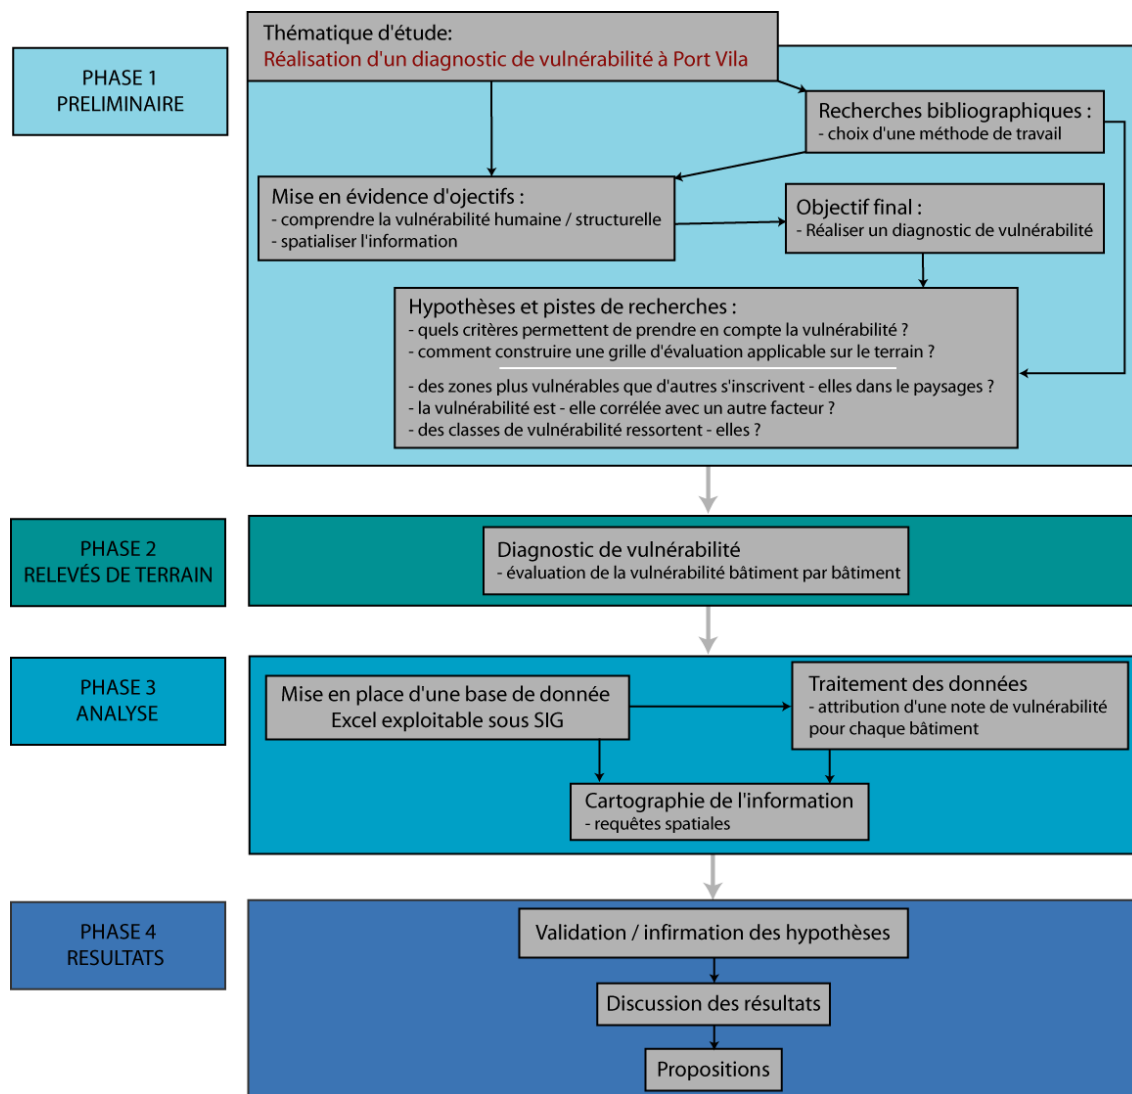 PHASE 1
PRELIMINAIRE
Thématique d'étude:
Réalisation d'un diagnostic de vulnérabilité à Port Vila
Recherches bibliographiques :
- choix d'une méthode de travail
Mise en évidence d'ojectifs :
- comprendre la vulnérabilité humaine / structurelle
- spatialiser l'information
Objectif final :
- Réaliser un diagnostic de vulnérabilité
Hypothèses et pistes de recherches :
- quels critères permettent de prendre en compte la vulnérabilité ?
- comment construire une grille d'évaluation applicable sur le terrain ?
- des zones plus vulnérables que d'autres s'inscrivent - elles dans le paysages ?
- la vulnérabilité est - elle corrélée avec un autre facteur ?
- des classes de vulnérabilité ressortent - elles ?
PHASE 2
RELEVÉS DE TERRAIN
Diagnostic de vulnérabilité
- évaluation de la vulnérabilité bâtiment par bâtiment
PHASE 3
ANALYSE
Mise en place d'une base de donnée
Excel exploitable sous SIG
Traitement des données
- attribution d'une note de vulnérabilité
pour chaque bâtiment
Cartographie de l'information
- requêtes spatiales
PHASE 4
RESULTATS
Validation / infirmation des hypothèses
Discussion des résultats
Propositions